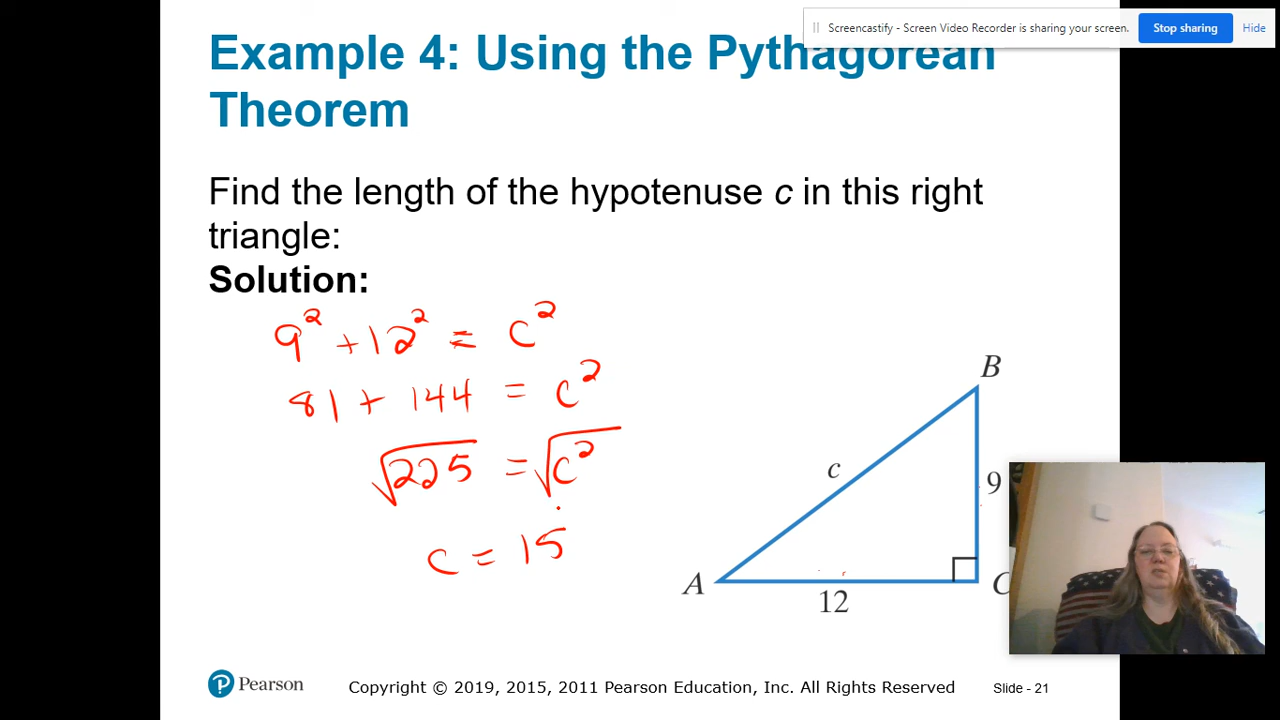 Screencastify - Screen Video Recorder is sharing your screen. Stop sharing Hide
Example 4: Using the Pythagorean
Theorem
Find the length of the hypotenuse c in this right
triangle:
Solution:
9² + 12² = c²
81 + 144 = c²
√225 = √c²
c = 15
B
c
9
A
C
12
Pearson
Copyright © 2019, 2015, 2011 Pearson Education, Inc. All Rights Reserved
Slide - 21